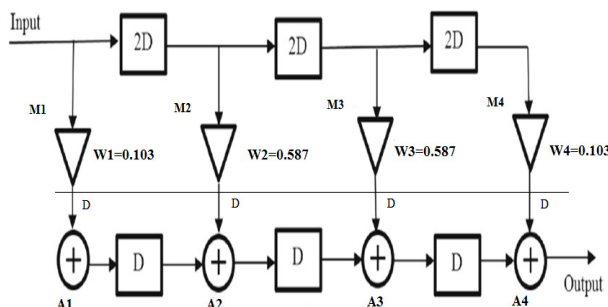 Input
2D
2D
2D
M1
M2
M3
M4
W1=0.103
W2=0.587
W3=0.587
W4=0.103
D
D
D
D
D
D
D
A1
A2
A3
A4
Output